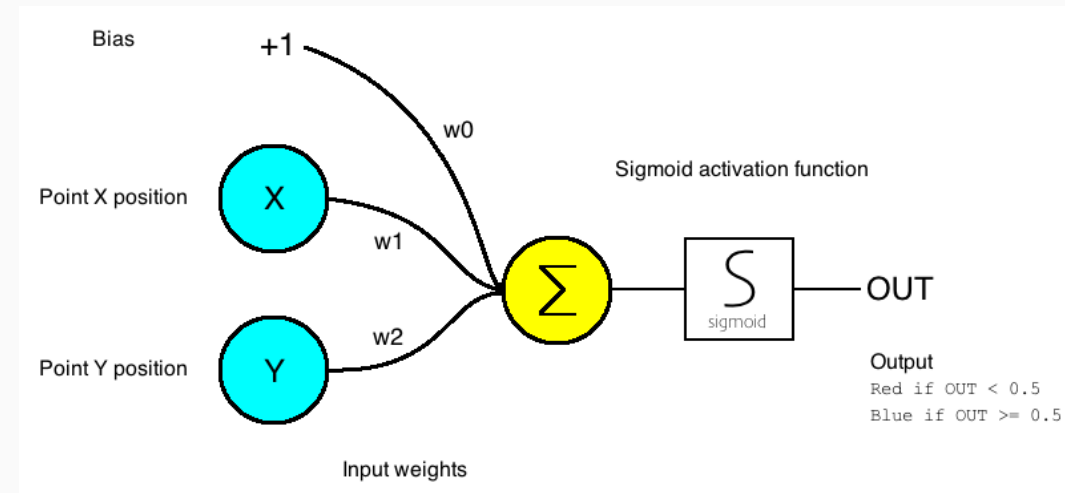 Bias
+1
w0
Sigmoid activation function
Point X position
X
w1
Σ
sigmoid
OUT
w2
Point Y position
Y
Output
Red if OUT < 0.5
Blue if OUT >= 0.5
Input weights